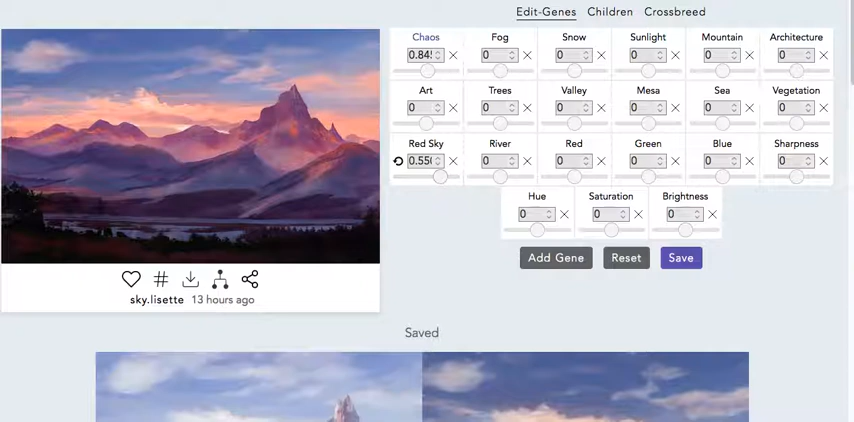 Edit-Genes Children Crossbreed
Chaos Fog Snow Sunlight Mountain Architecture
0 0 0 0 0
Art Trees Valley Mesa Sea Vegetation
0 0 0 0 0 0
Red Sky River Red Green Blue Sharpness
0 0 0 0 0
Hue Saturation Brightness
0 0 0
Add Gene Reset Save
sky.lisette 13 hours ago
Saved